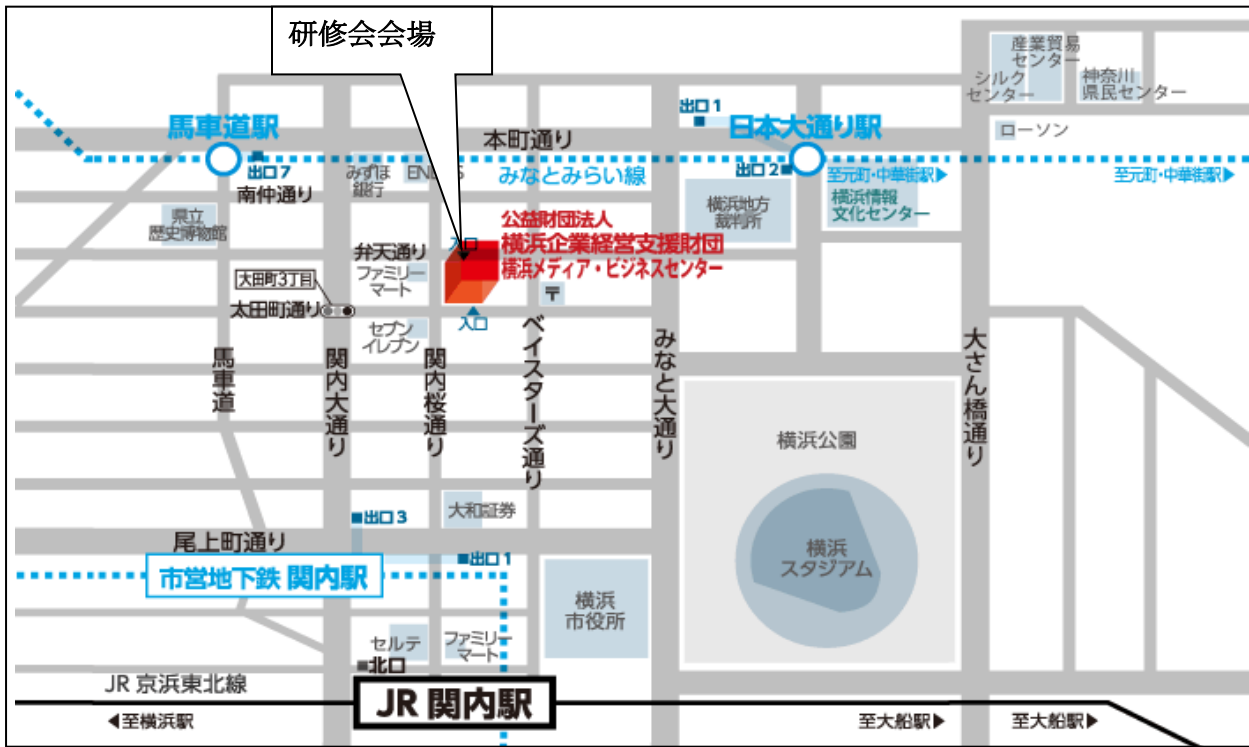 研修会会場
産業貿易
センター
シルク
センター
神奈川
県民センター
ローソン
馬車道駅
出口7
本町通り
出口1
日本大通り駅
出口2
みずほ
銀行
みなとみらい線
至元町・中華街駅▶
至元町・中華街駅▶
南仲通り
県立
歴史博物館
横浜地方
裁判所
横浜情報
文化センター
公益財団法人
横浜企業経営支援財団
横浜メディア・ビジネスセンター
入口
弁天通り
ファミリー
マート
大田町3丁目
太田町通り
〒
入口
セブン
イレブン
馬車道
関内大通り
関内桜通り
ベイスターズ通り
みなと大通り
大さん橋通り
横浜公園
横浜
スタジアム
大和証券
出口3
尾上町通り
出口1
市営地下鉄 関内駅
横浜
市役所
セルテ
ファミリー
マート
北口
JR 京浜東北線
JR 関内駅
◀至横浜駅
至大船駅▶
至大船駅▶